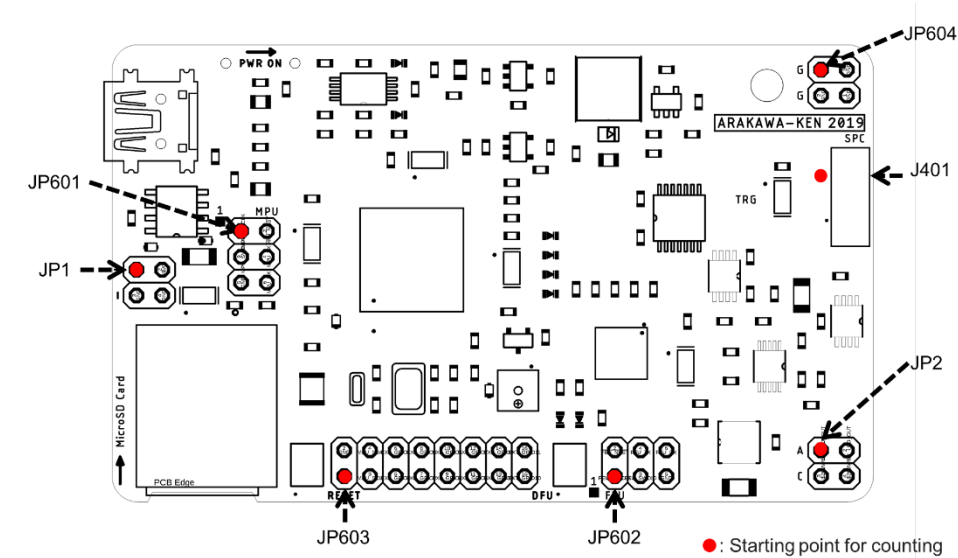 JP604
PWR ON
G
G
ARAKAWA-KEN 2019
SPC
J401
JP601
1
MPU
TRG
JP1
JP2
MicroSD Card
A
C
PCB Edge
RESET
DFU
1
JP603
JP602
: Starting point for counting